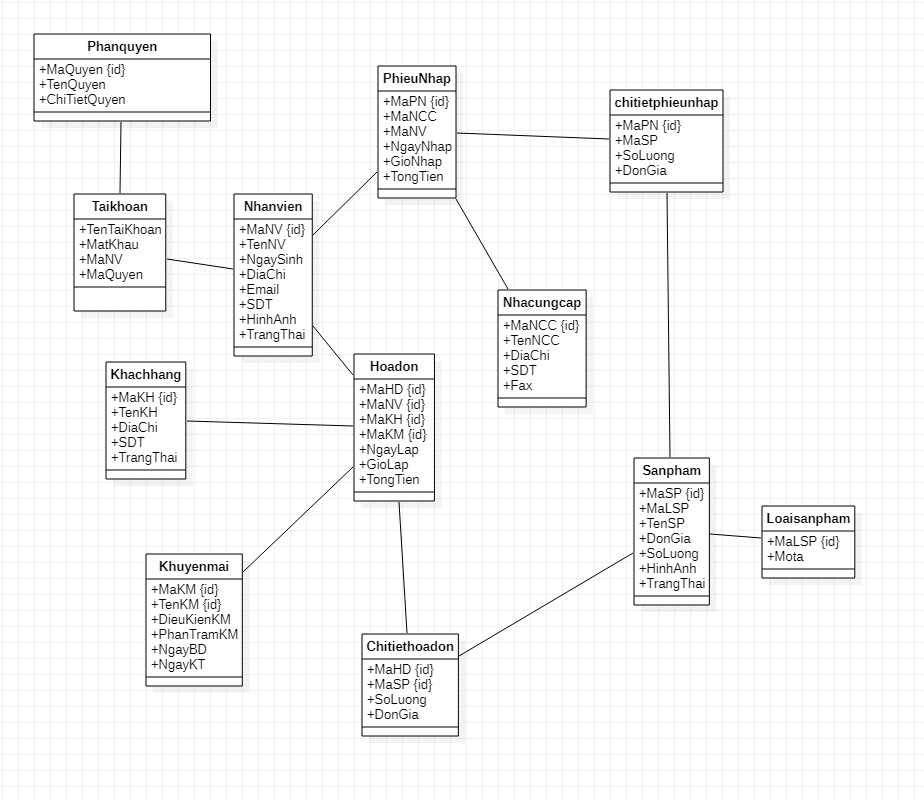 Phanquyen
+MaQuyen {id}
+TenQuyen
+ChiTietQuyen
PhieuNhap
+MaPN {id}
+MaNCC
+MaNV
+NgayNhap
+GioNhap
+TongTien
chitietphieunhap
+MaPN {id}
+MaSP
+SoLuong
+DonGia
Taikhoan
+TenTaiKhoan
+MatKhau
+MaNV
+MaQuyen
Nhanvien
+MaNV {id}
+TenNV
+NgaySinh
+DiaChi
+Email
+SDT
+HinhAnh
+TrangThai
Nhacungcap
+MaNCC {id}
+TenNCC
+DiaChi
+SDT
+Fax
Khachhang
+MaKH {id}
+TenKH
+DiaChi
+SDT
+TrangThai
Hoadon
+MaHD {id}
+MaNV {id}
+MaKH {id}
+MaKM {id}
+NgayLap
+GioLap
+TongTien
Sanpham
+MaSP {id}
+MaLSP
+TenSP
+DonGia
+SoLuong
+HinhAnh
+TrangThai
Loaisanpham
+MaLSP {id}
+Mota
Khuyenmai
+MaKM {id}
+TenKM {id}
+DieuKienKM
+PhanTramKM
+NgayBD
+NgayKT
Chitiethoadon
+MaHD {id}
+MaSP {id}
+SoLuong
+DonGia